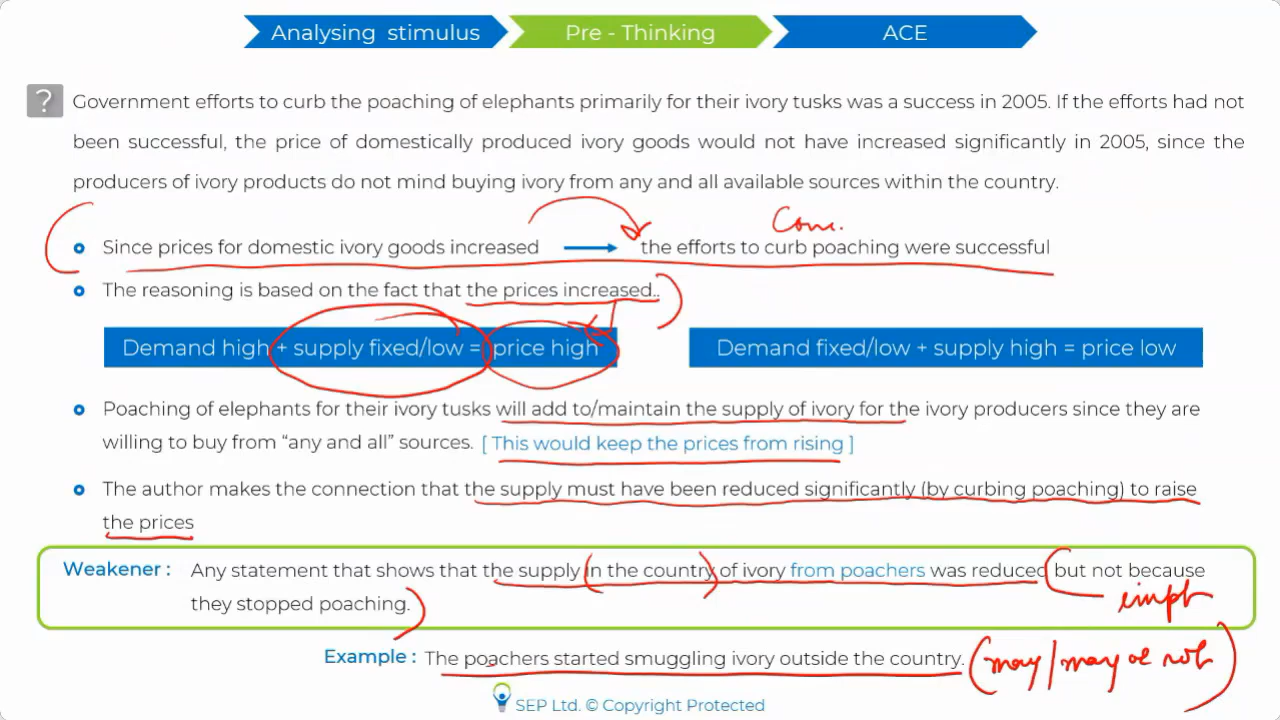 Analysing stimulus Pre - Thinking ACE
? Government efforts to curb the poaching of elephants primarily for their ivory tusks was a success in 2005. If the efforts had not
been successful, the price of domestically produced ivory goods would not have increased significantly in 2005, since the
producers of ivory products do not mind buying ivory from any and all available sources within the country.
Conc.
Since prices for domestic ivory goods increased → the efforts to curb poaching were successful
The reasoning is based on the fact that the prices increased..
Demand high + supply fixed/low = price high Demand fixed/low + supply high = price low
Poaching of elephants for their ivory tusks will add to/maintain the supply of ivory for the ivory producers since they are
willing to buy from “any and all” sources. [ This would keep the prices from rising ]
The author makes the connection that the supply must have been reduced significantly (by curbing poaching) to raise
the prices
Weakener : Any statement that shows that the supply in the country of ivory from poachers was reduced but not because
they stopped poaching.
Example : The poachers started smuggling ivory outside the country. (may/may or not)
SEP Ltd. © Copyright Protected